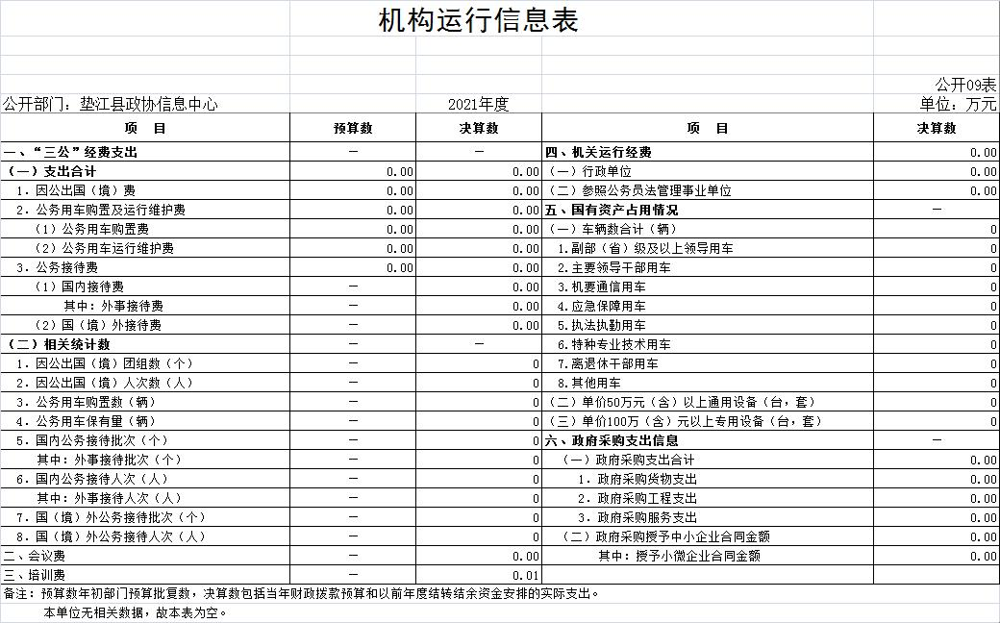 机构运行信息表
公开09表
公开部门：垫江县政协信息中心 2021年度 单位：万元
项 目 预算数 决算数 项 目 决算数
一、“三公”经费支出 — — 四、机关运行经费 0.00
（一）支出合计 0.00 0.00 （一）行政单位 0.00
1．因公出国（境）费 0.00 0.00 （二）参照公务员法管理事业单位 0.00
2．公务用车购置及运行维护费 0.00 0.00 五、国有资产占用情况 —
（1）公务用车购置费 0.00 0.00 （一）车辆数合计（辆） 0
（2）公务用车运行维护费 0.00 0.00 1.副部（省）级及以上领导用车 0
3．公务接待费 0.00 0.00 2.主要领导干部用车 0
（1）国内接待费 — 0.00 3.机要通信用车 0
其中：外事接待费 — 0.00 4.应急保障用车 0
（2）国（境）外接待费 — 0.00 5.执法执勤用车 0
（二）相关统计数 — — 6.特种专业技术用车 0
1．因公出国（境）团组数（个） — 0 7.离退休干部用车 0
2．因公出国（境）人次数（人） — 0 8.其他用车 0
3．公务用车购置数（辆） — 0 （二）单价50万元（含）以上通用设备（台，套） 0
4．公务用车保有量（辆） — 0 （三）单价100万（含）元以上专用设备（台，套） 0
5．国内公务接待批次（个） — 0 六、政府采购支出信息 —
其中：外事接待批次（个） — 0 （一）政府采购支出合计 0.00
6．国内公务接待人次（人） — 0 1．政府采购货物支出 0.00
其中：外事接待人次（人） — 0 2．政府采购工程支出 0.00
7．国（境）外公务接待批次（个） — 0 3．政府采购服务支出 0.00
8．国（境）外公务接待人次（人） — 0 （二）政府采购授予中小企业合同金额 0.00
二、会议费 — 0.00 其中：授予小微企业合同金额 0.00
三、培训费 — 0.01
备注：预算数年初部门预算批复数，决算数包括当年财政拨款预算和以前年度结转结余资金安排的实际支出。
本单位无相关数据，故本表为空。